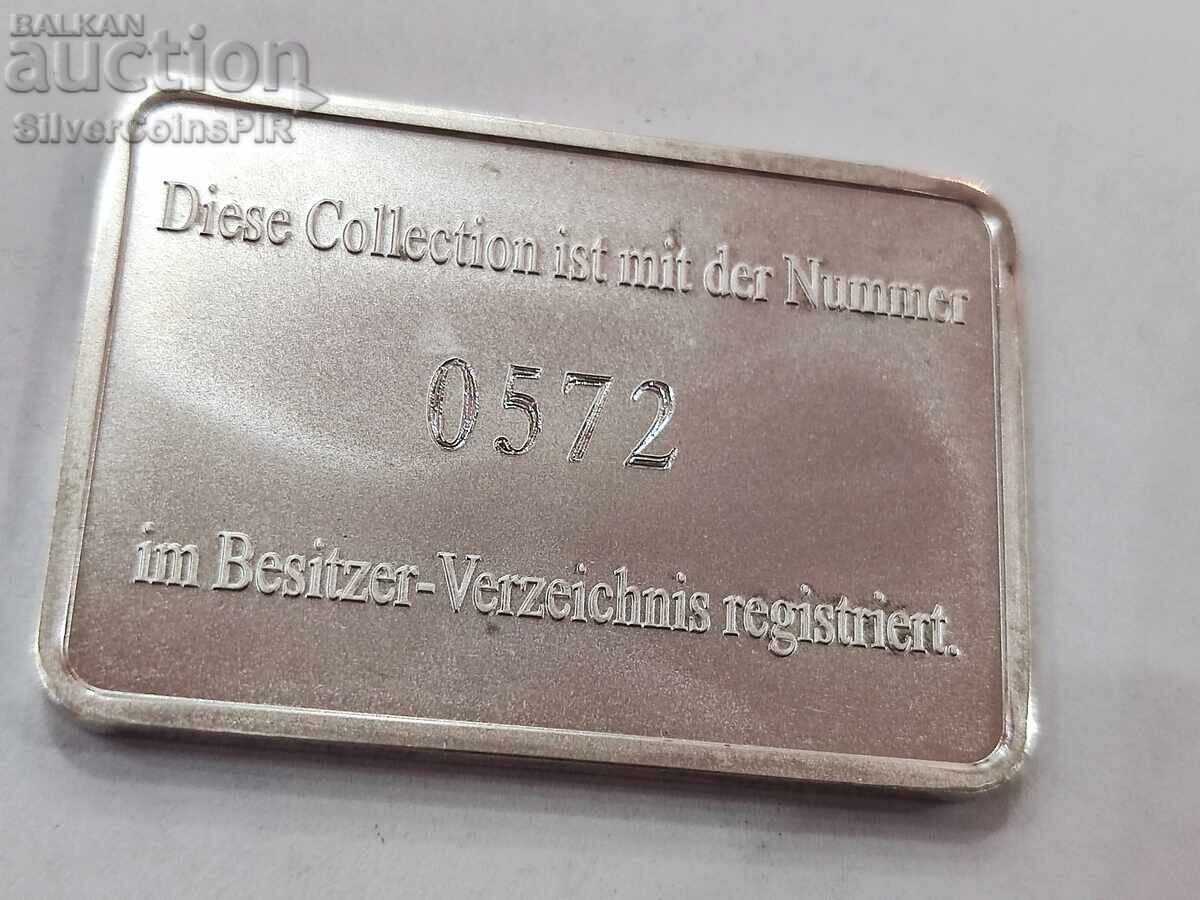 BALKAN
auction
SilverCoinsPIR
Diese Collection ist mit der Nummer
0572
im Besitzer-Verzeichnis registriert.